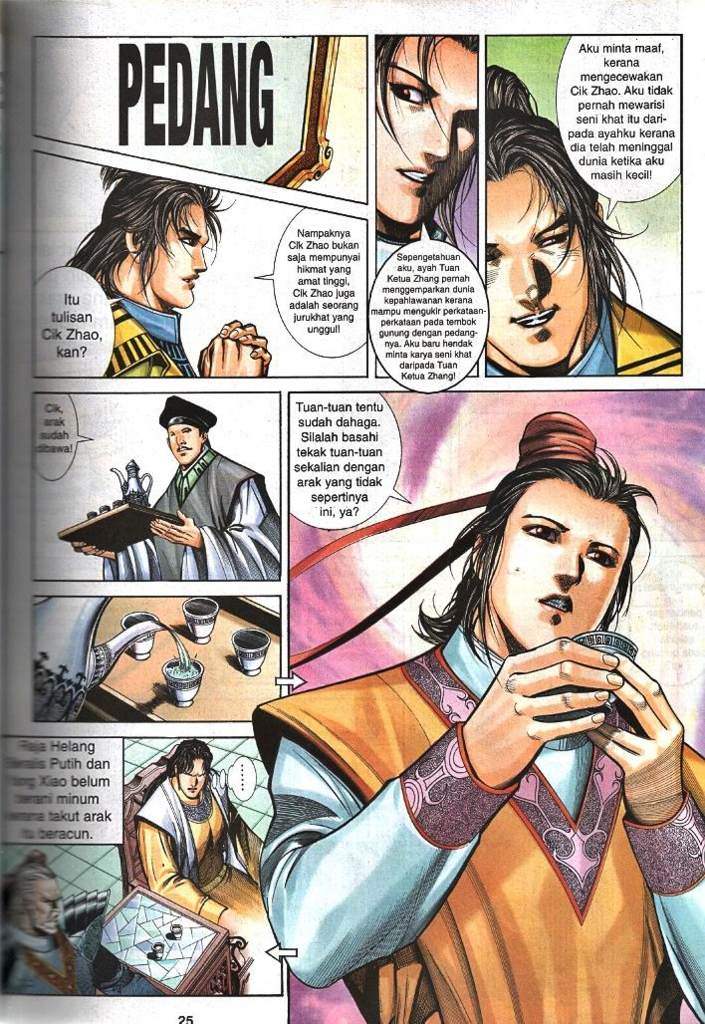 PEDANG
Itu
tulisan
Cik Zhao,
kan?
Nampaknya
Cik Zhao bukan
saja mempunyai
hikmat yang
amat tinggi,
Cik Zhao juga
adalah seorang
jurukhat yang
unggul!
Sepengetahuan
aku, ayah Tuan
Ketua Zhang pernah
menggemparkan dunia
kepahlawanan kerana
mampu mengukir perkataan-
perkataan pada tembok
gunung dengan pedang-
nya. Aku baru hendak
minta karya seni khat
daripada Tuan
Ketua Zhang!
Aku minta maaf,
kerana
mengecewakan
Cik Zhao. Aku tidak
pernah mewarisi
seni khat itu dari-
pada ayahku kerana
dia telah meninggal
dunia ketika aku
masih kecil!
Cik,
arak
sudah
dibawa!
Tuan-tuan tentu
sudah dahaga.
Silalah basahi
tekak tuan-tuan
sekalian dengan
arak yang tidak
sepertinya
ini, ya?
Raja Helang
Putih dan
Xiao belum
berani minum
kerana takut arak
itu beracun.
......
25